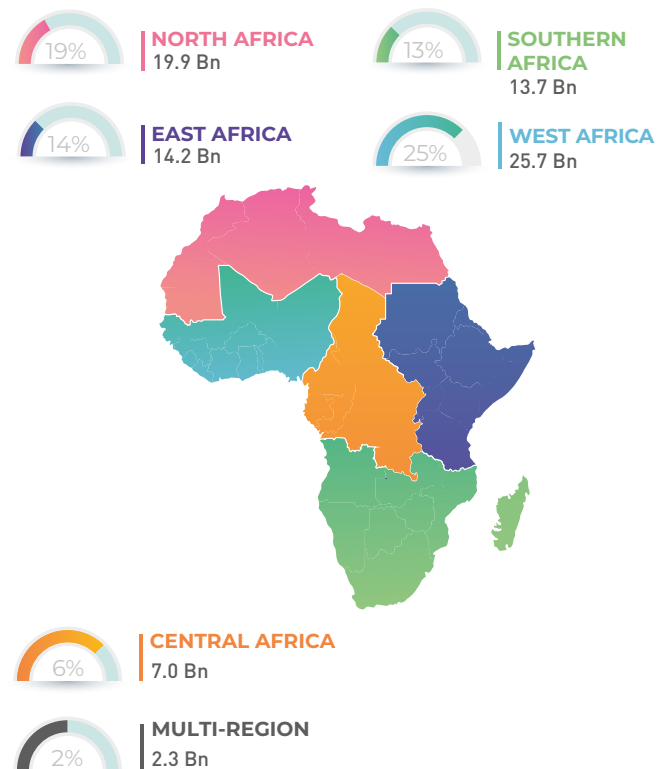 19%
NORTH AFRICA
19.9 Bn
13%
SOUTHERN
AFRICA
13.7 Bn
14%
EAST AFRICA
14.2 Bn
25%
WEST AFRICA
25.7 Bn
6%
CENTRAL AFRICA
7.0 Bn
2%
MULTI-REGION
2.3 Bn